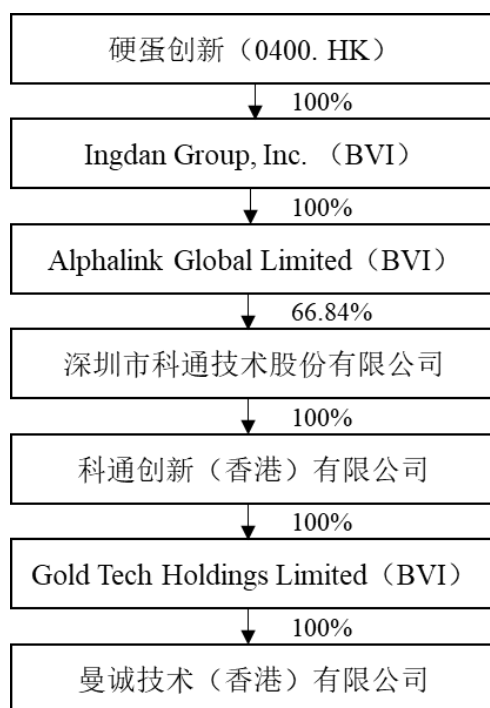 硬蛋创新（0400. HK）
100%
Ingdan Group, Inc. （BVI）
100%
Alphalink Global Limited（BVI）
66.84%
深圳市科通技术股份有限公司
100%
科通创新（香港）有限公司
100%
Gold Tech Holdings Limited（BVI）
100%
曼诚技术（香港）有限公司